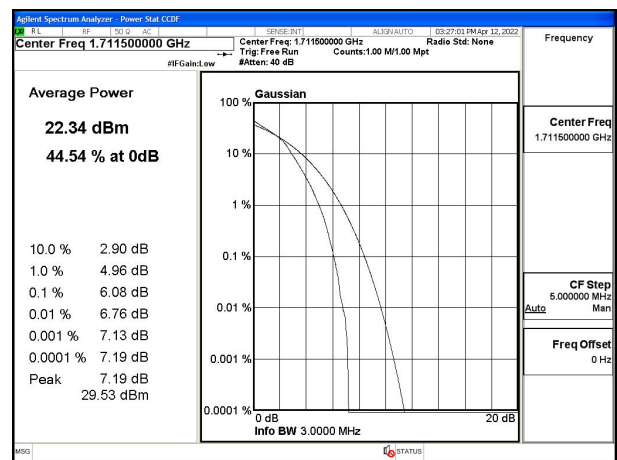 Agilent Spectrum Analyzer - Power Stat CCDF
RL RF 50 Ω AC SENSE:INT ALIGN AUTO 03:27:01 PM Apr 12, 2022
Center Freq 1.711500000 GHz
Center Freq: 1.711500000 GHz Radio Std: None
Trig: Free Run Counts:1.00 M/1.00 Mpt
#IFGain:Low #Atten: 40 dB
Frequency
Average Power
22.34 dBm
44.54 % at 0dB
10.0 % 2.90 dB
1.0 % 4.96 dB
0.1 % 6.08 dB
0.01 % 6.76 dB
0.001 % 7.13 dB
0.0001 % 7.19 dB
Peak 7.19 dB
29.53 dBm
Gaussian
100 %
10 %
1 %
0.1 %
0.01 %
0.001 %
0.0001 %
0 dB 20 dB
Info BW 3.0000 MHz
Center Freq
1.711500000 GHz
CF Step
5.000000 MHz
Auto Man
Freq Offset
0 Hz
MSG STATUS